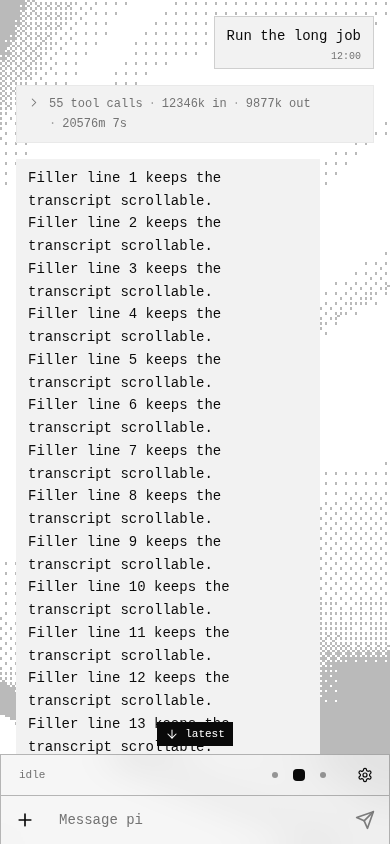 Run the long job
12:00
55 tool calls · 12346k in · 9877k out
· 20576m 7s
Filler line 1 keeps the
transcript scrollable.
Filler line 2 keeps the
transcript scrollable.
Filler line 3 keeps the
transcript scrollable.
Filler line 4 keeps the
transcript scrollable.
Filler line 5 keeps the
transcript scrollable.
Filler line 6 keeps the
transcript scrollable.
Filler line 7 keeps the
transcript scrollable.
Filler line 8 keeps the
transcript scrollable.
Filler line 9 keeps the
transcript scrollable.
Filler line 10 keeps the
transcript scrollable.
Filler line 11 keeps the
transcript scrollable.
Filler line 12 keeps the
transcript scrollable.
Filler line 13 keeps the
transcript scrollable.
latest
idle
Message pi